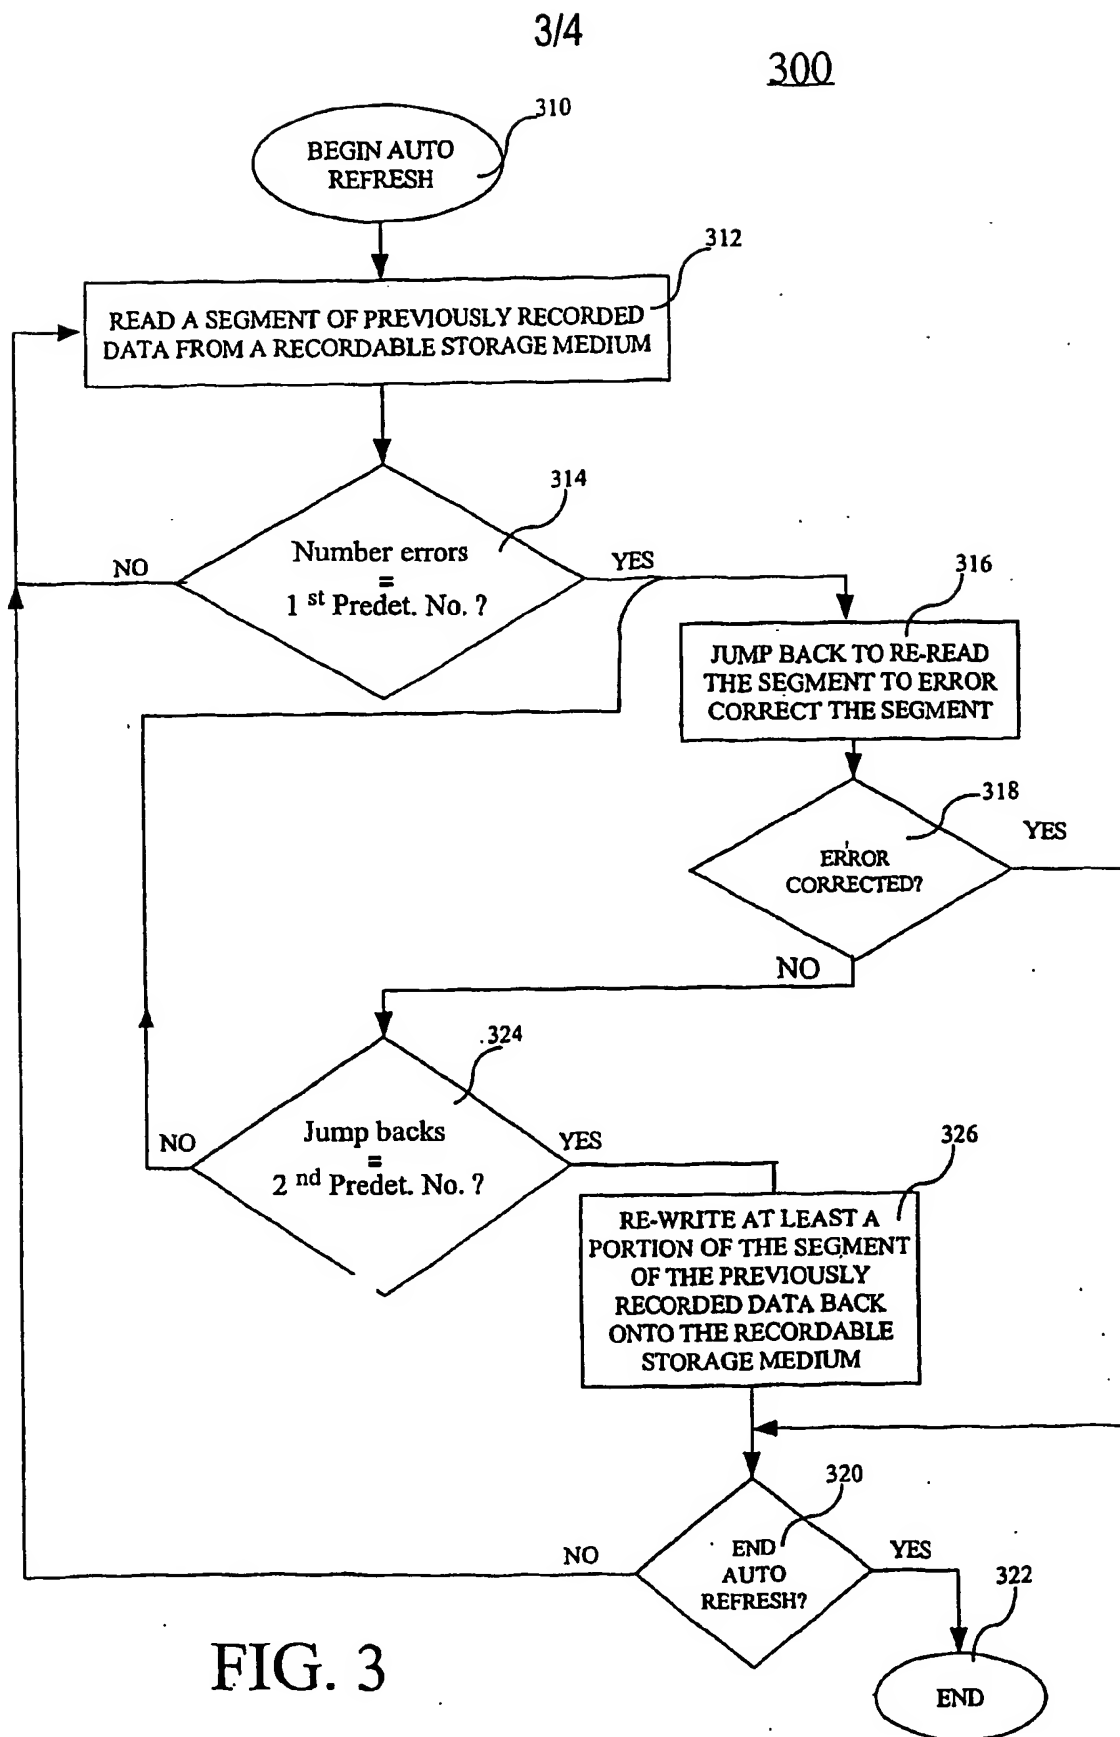 3/4
300
310
BEGIN AUTO
REFRESH
312
READ A SEGMENT OF PREVIOUSLY RECORDED
DATA FROM A RECORDABLE STORAGE MEDIUM
314
Number errors
=
1 st Predet. No. ?
NO
YES
316
JUMP BACK TO RE-READ
THE SEGMENT TO ERROR
CORRECT THE SEGMENT
318
ERROR
CORRECTED?
YES
NO
324
Jump backs
=
2 nd Predet. No. ?
NO
YES
326
RE-WRITE AT LEAST A
PORTION OF THE SEGMENT
OF THE PREVIOUSLY
RECORDED DATA BACK
ONTO THE RECORDABLE
STORAGE MEDIUM
320
END
AUTO
REFRESH?
NO
YES
322
END
FIG. 3